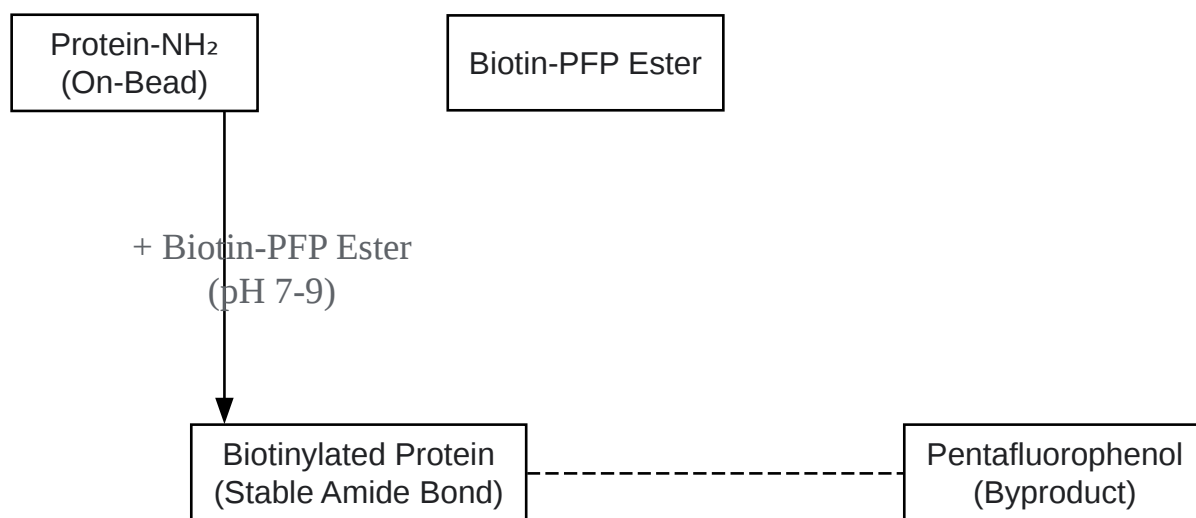 Protein-NH₂
(On-Bead)
Biotin-PFP Ester
+ Biotin-PFP Ester
(pH 7-9)
Biotinylated Protein
(Stable Amide Bond)
Pentafluorophenol
(Byproduct)